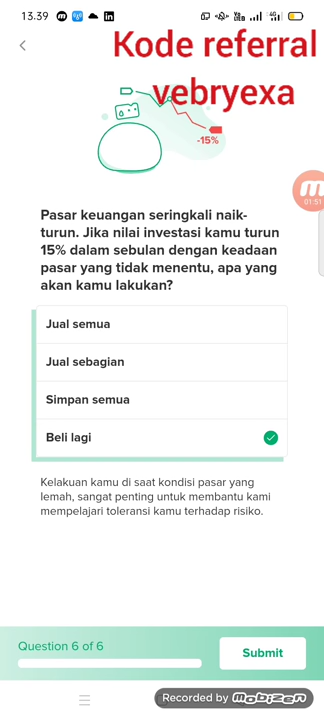 13.39
Kode referral
vebryexa
-15%
01:51
Pasar keuangan seringkali naik-
turun. Jika nilai investasi kamu turun
15% dalam sebulan dengan keadaan
pasar yang tidak menentu, apa yang
akan kamu lakukan?
Jual semua
Jual sebagian
Simpan semua
Beli lagi
Kelakuan kamu di saat kondisi pasar yang
lemah, sangat penting untuk membantu kami
mempelajari toleransi kamu terhadap risiko.
Question 6 of 6
Submit
Recorded by mobizen